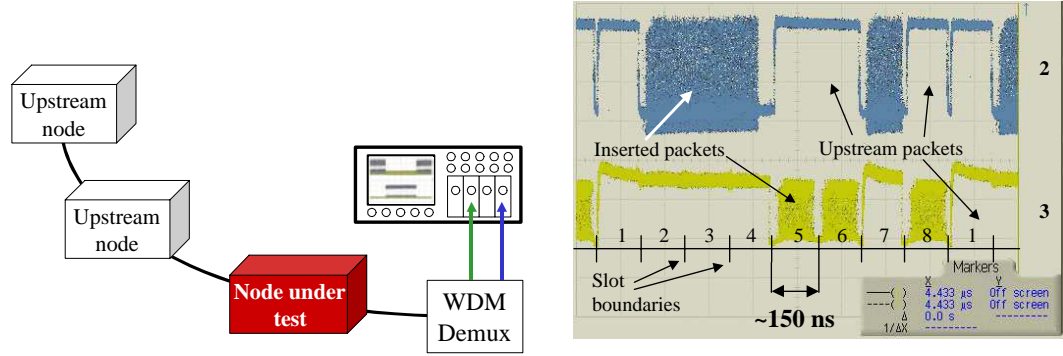 Upstream
node
Upstream
node
Node under
test
WDM
Demux
2
Inserted packets
Upstream packets
3
1 2 3 4 5 6 7 8 1
Slot
boundaries
~150 ns
Markers
X Y
( ) 4.433 µs Off screen
( ) 4.433 µs Off screen
Δ 0.0 s ---------
1/ΔX ---------